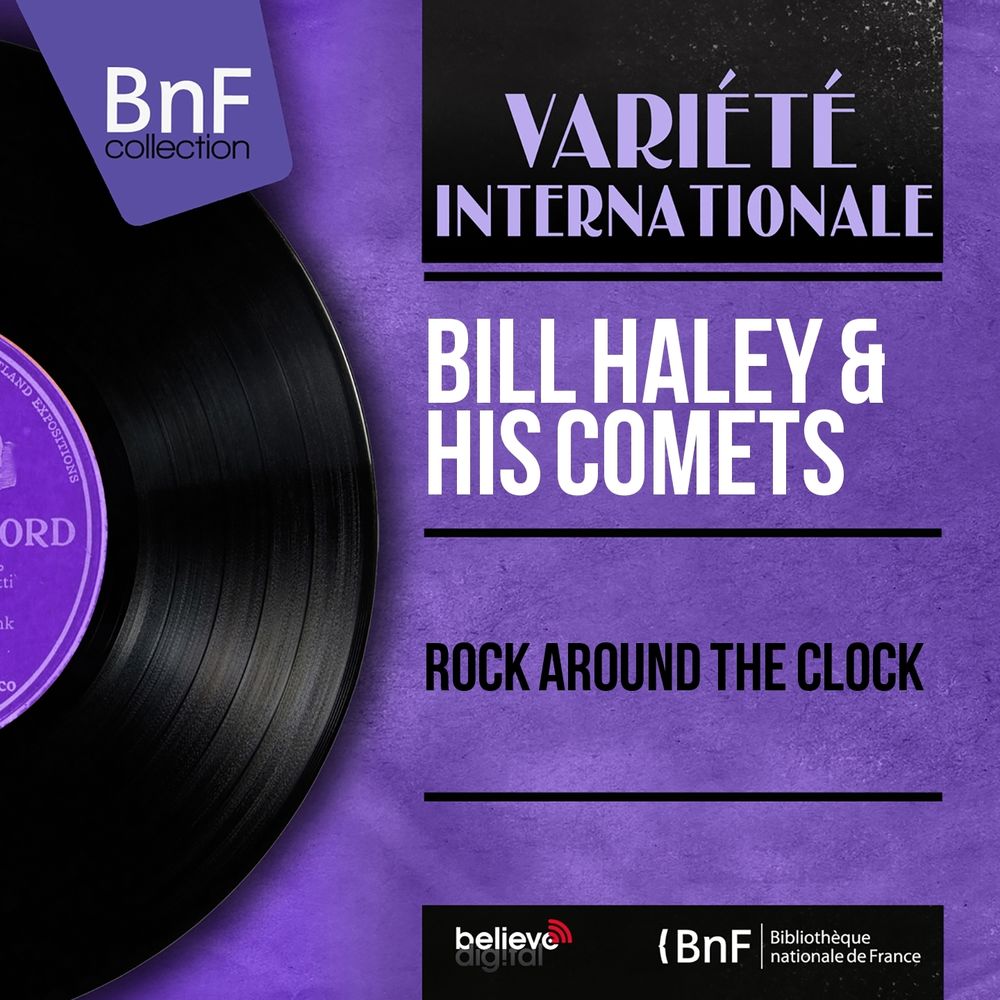 BnF
collection
VARIÉTÉ
INTERNATIONALE
BILL HALEY &
HIS COMETS
ROCK AROUND THE CLOCK
believe
digital
BnF
Bibliothèque
nationale de France
EXPOSITIONS